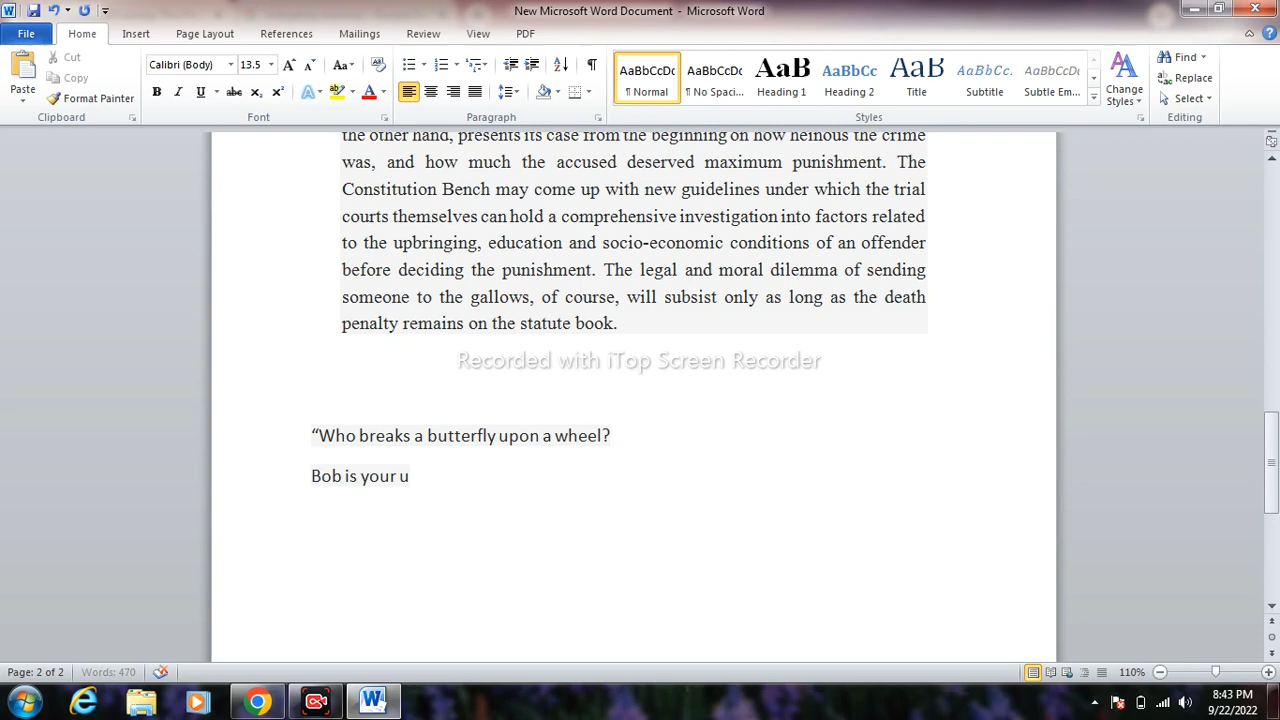 New Microsoft Word Document - Microsoft Word
File Home Insert Page Layout References Mailings Review View PDF
Paste
Cut
Copy
Format Painter
Clipboard
Calibri (Body) 13.5
Font
Paragraph
AaBbCcDc AaBbCcDc AaB AaBbCc AaB AaBbCc. AaBbCcDc
¶ Normal ¶ No Spaci... Heading 1 Heading 2 Title Subtitle Subtle Em...
Change
Styles
Styles
Find
Replace
Select
Editing
the other hand, presents its case from the beginning on how heinous the crime
was, and how much the accused deserved maximum punishment. The
Constitution Bench may come up with new guidelines under which the trial
courts themselves can hold a comprehensive investigation into factors related
to the upbringing, education and socio-economic conditions of an offender
before deciding the punishment. The legal and moral dilemma of sending
someone to the gallows, of course, will subsist only as long as the death
penalty remains on the statute book.
Recorded with iTop Screen Recorder
“Who breaks a butterfly upon a wheel?
Bob is your u
Page: 2 of 2 Words: 470 110%
8:43 PM
9/22/2022